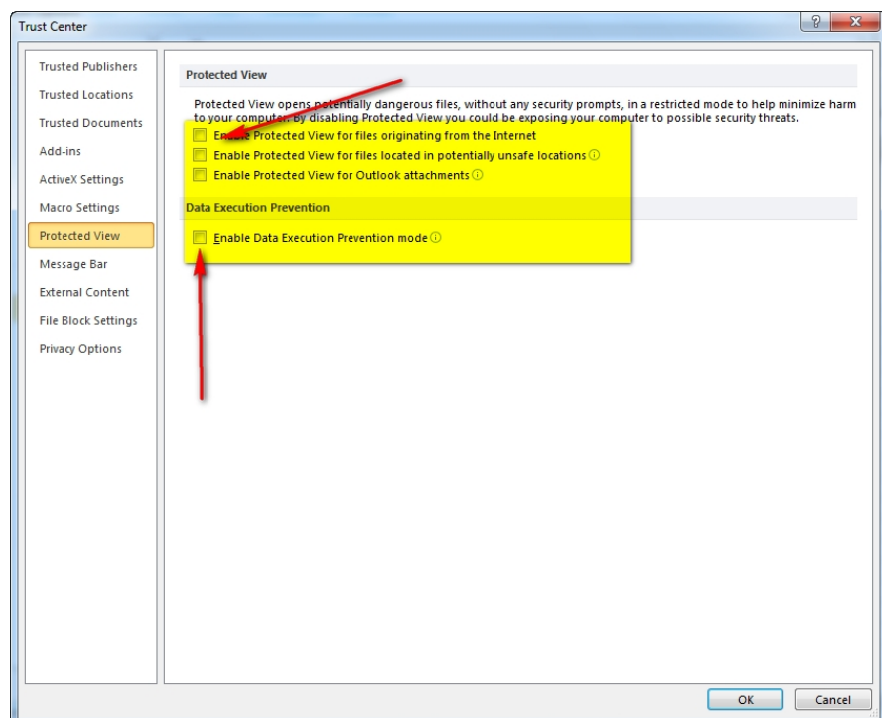 Trust Center
Trusted Publishers
Trusted Locations
Trusted Documents
Add-ins
ActiveX Settings
Macro Settings
Protected View
Message Bar
External Content
File Block Settings
Privacy Options
Protected View
Protected View opens potentially dangerous files, without any security prompts, in a restricted mode to help minimize harm
to your computer. By disabling Protected View you could be exposing your computer to possible security threats.
Enable Protected View for files originating from the Internet
Enable Protected View for files located in potentially unsafe locations
Enable Protected View for Outlook attachments
Data Execution Prevention
Enable Data Execution Prevention mode
OK
Cancel